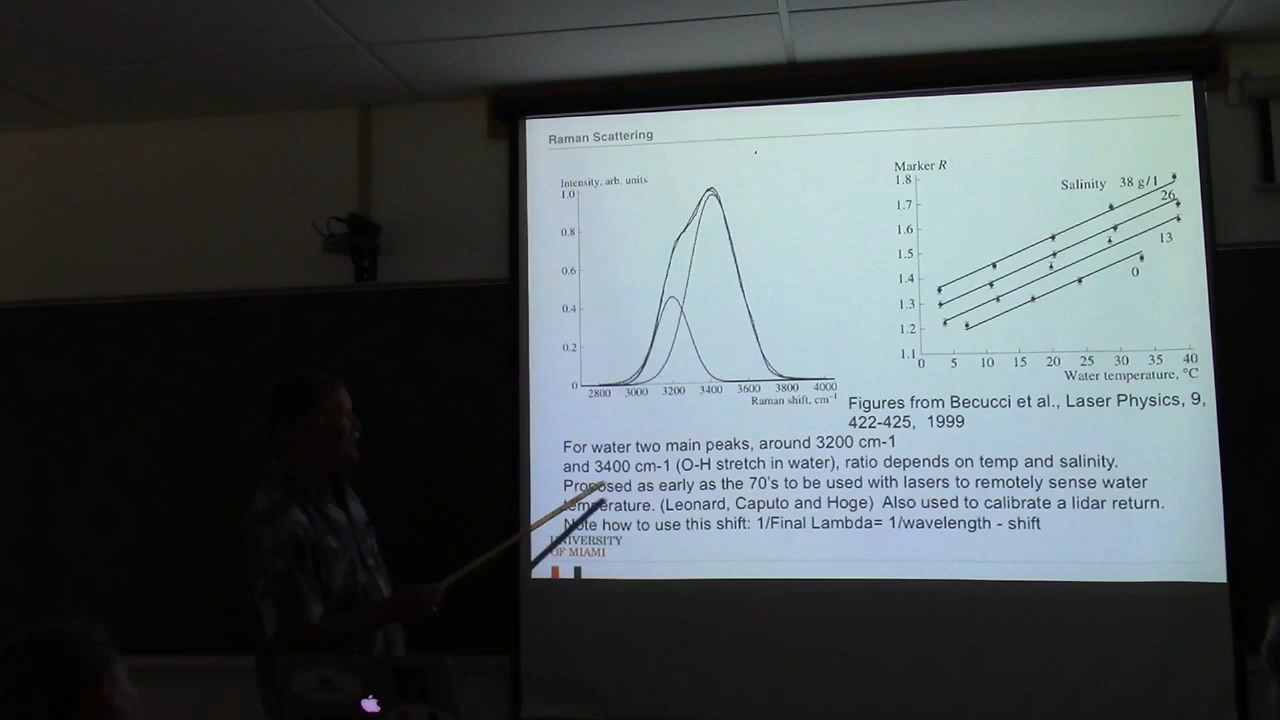 Raman Scattering
Intensity, arb. units
1.0
0.8
0.6
0.4
0.2
0
2800 3000 3200 3400 3600 3800 4000
Raman shift, cm⁻¹
Marker R
1.8
1.7
1.6
1.5
1.4
1.3
1.2
1.1
Salinity 38 g/l
26
13
0
0 5 10 15 20 25 30 35 40
Water temperature, °C
Figures from Becucci et al., Laser Physics, 9,
422-425, 1999
For water two main peaks, around 3200 cm-1
and 3400 cm-1 (O-H stretch in water), ratio depends on temp and salinity.
Proposed as early as the 70's to be used with lasers to remotely sense water
temperature. (Leonard, Caputo and Hoge) Also used to calibrate a lidar return.
Note how to use this shift: 1/Final Lambda= 1/wavelength - shift
UNIVERSITY
OF MIAMI